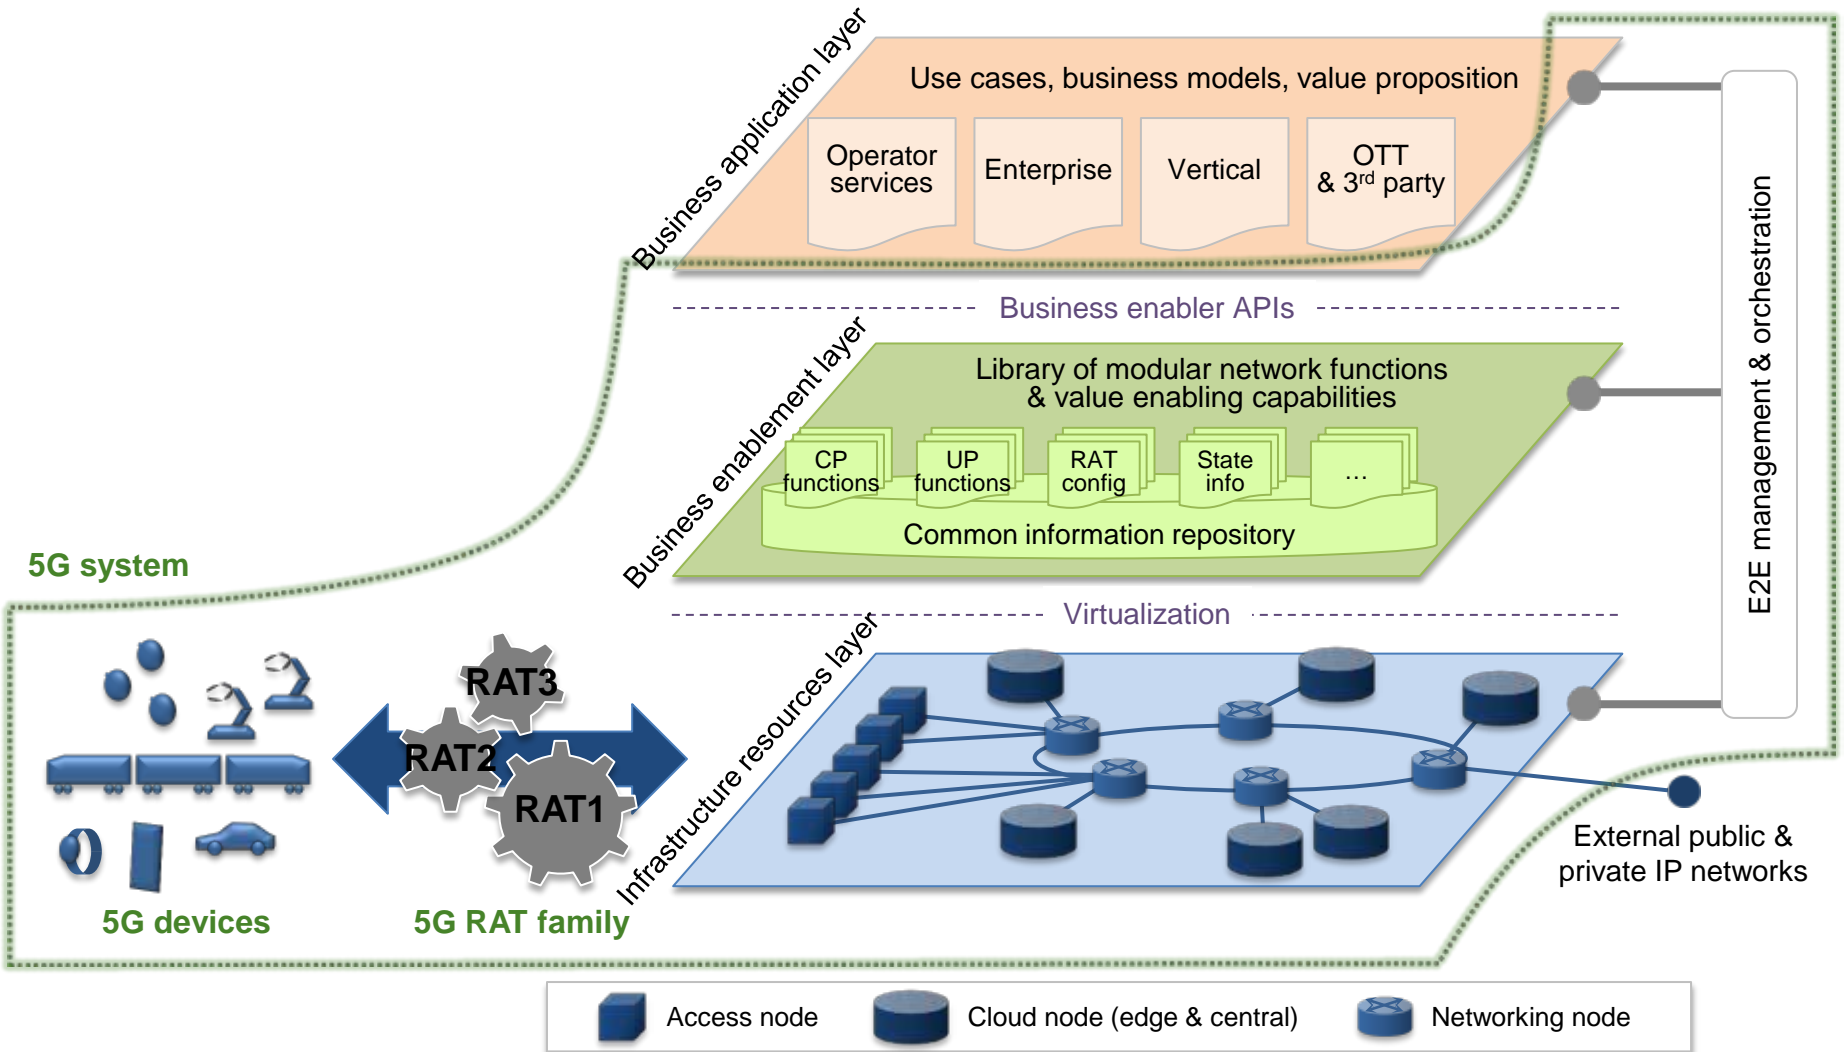 Business application layer
Use cases, business models, value proposition
Operator
services
Enterprise
Vertical
OTT
& 3rd party
Business enabler APIs
Business enablement layer
Library of modular network functions
& value enabling capabilities
CP
functions
UP
functions
RAT
config
State
info
...
Common information repository
E2E management & orchestration
5G system
Virtualization
Infrastructure resources layer
RAT3
RAT2
RAT1
5G devices
5G RAT family
External public &
private IP networks
Access node
Cloud node (edge & central)
Networking node